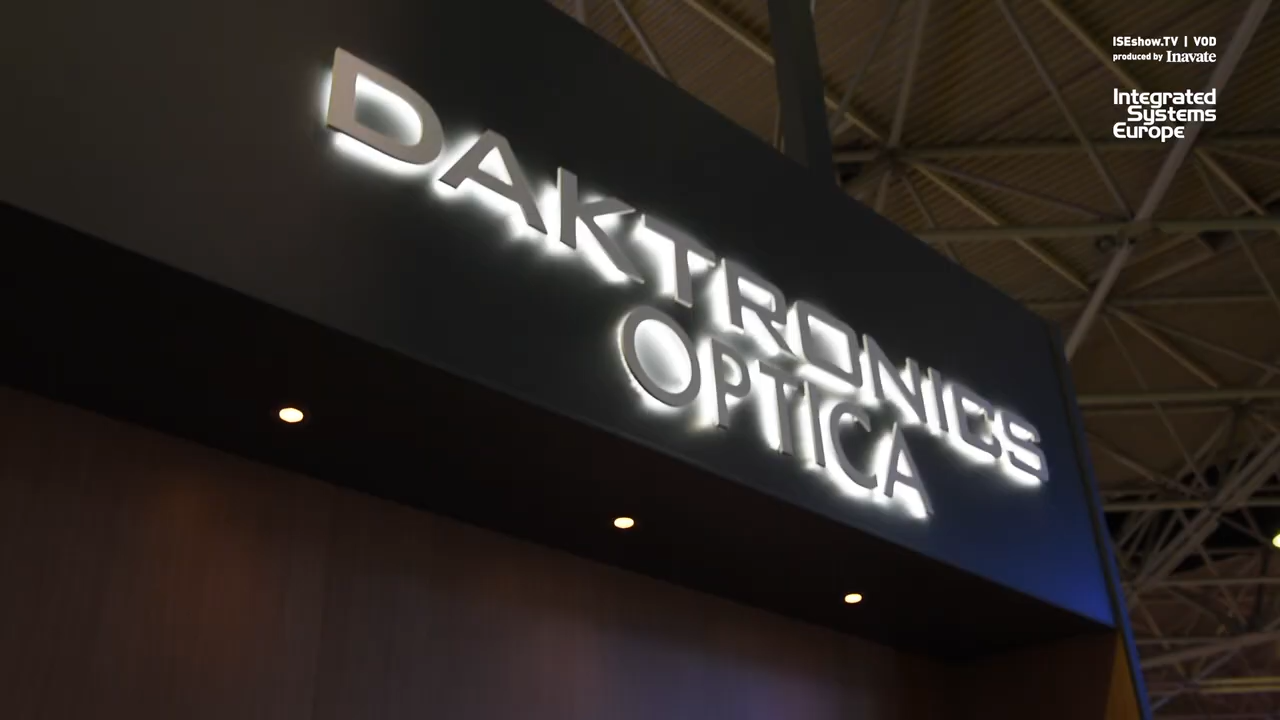 DAKTRONICS
OPTICA
ISEshow.TV | VOD
produced by Inavate
Integrated
Systems
Europe